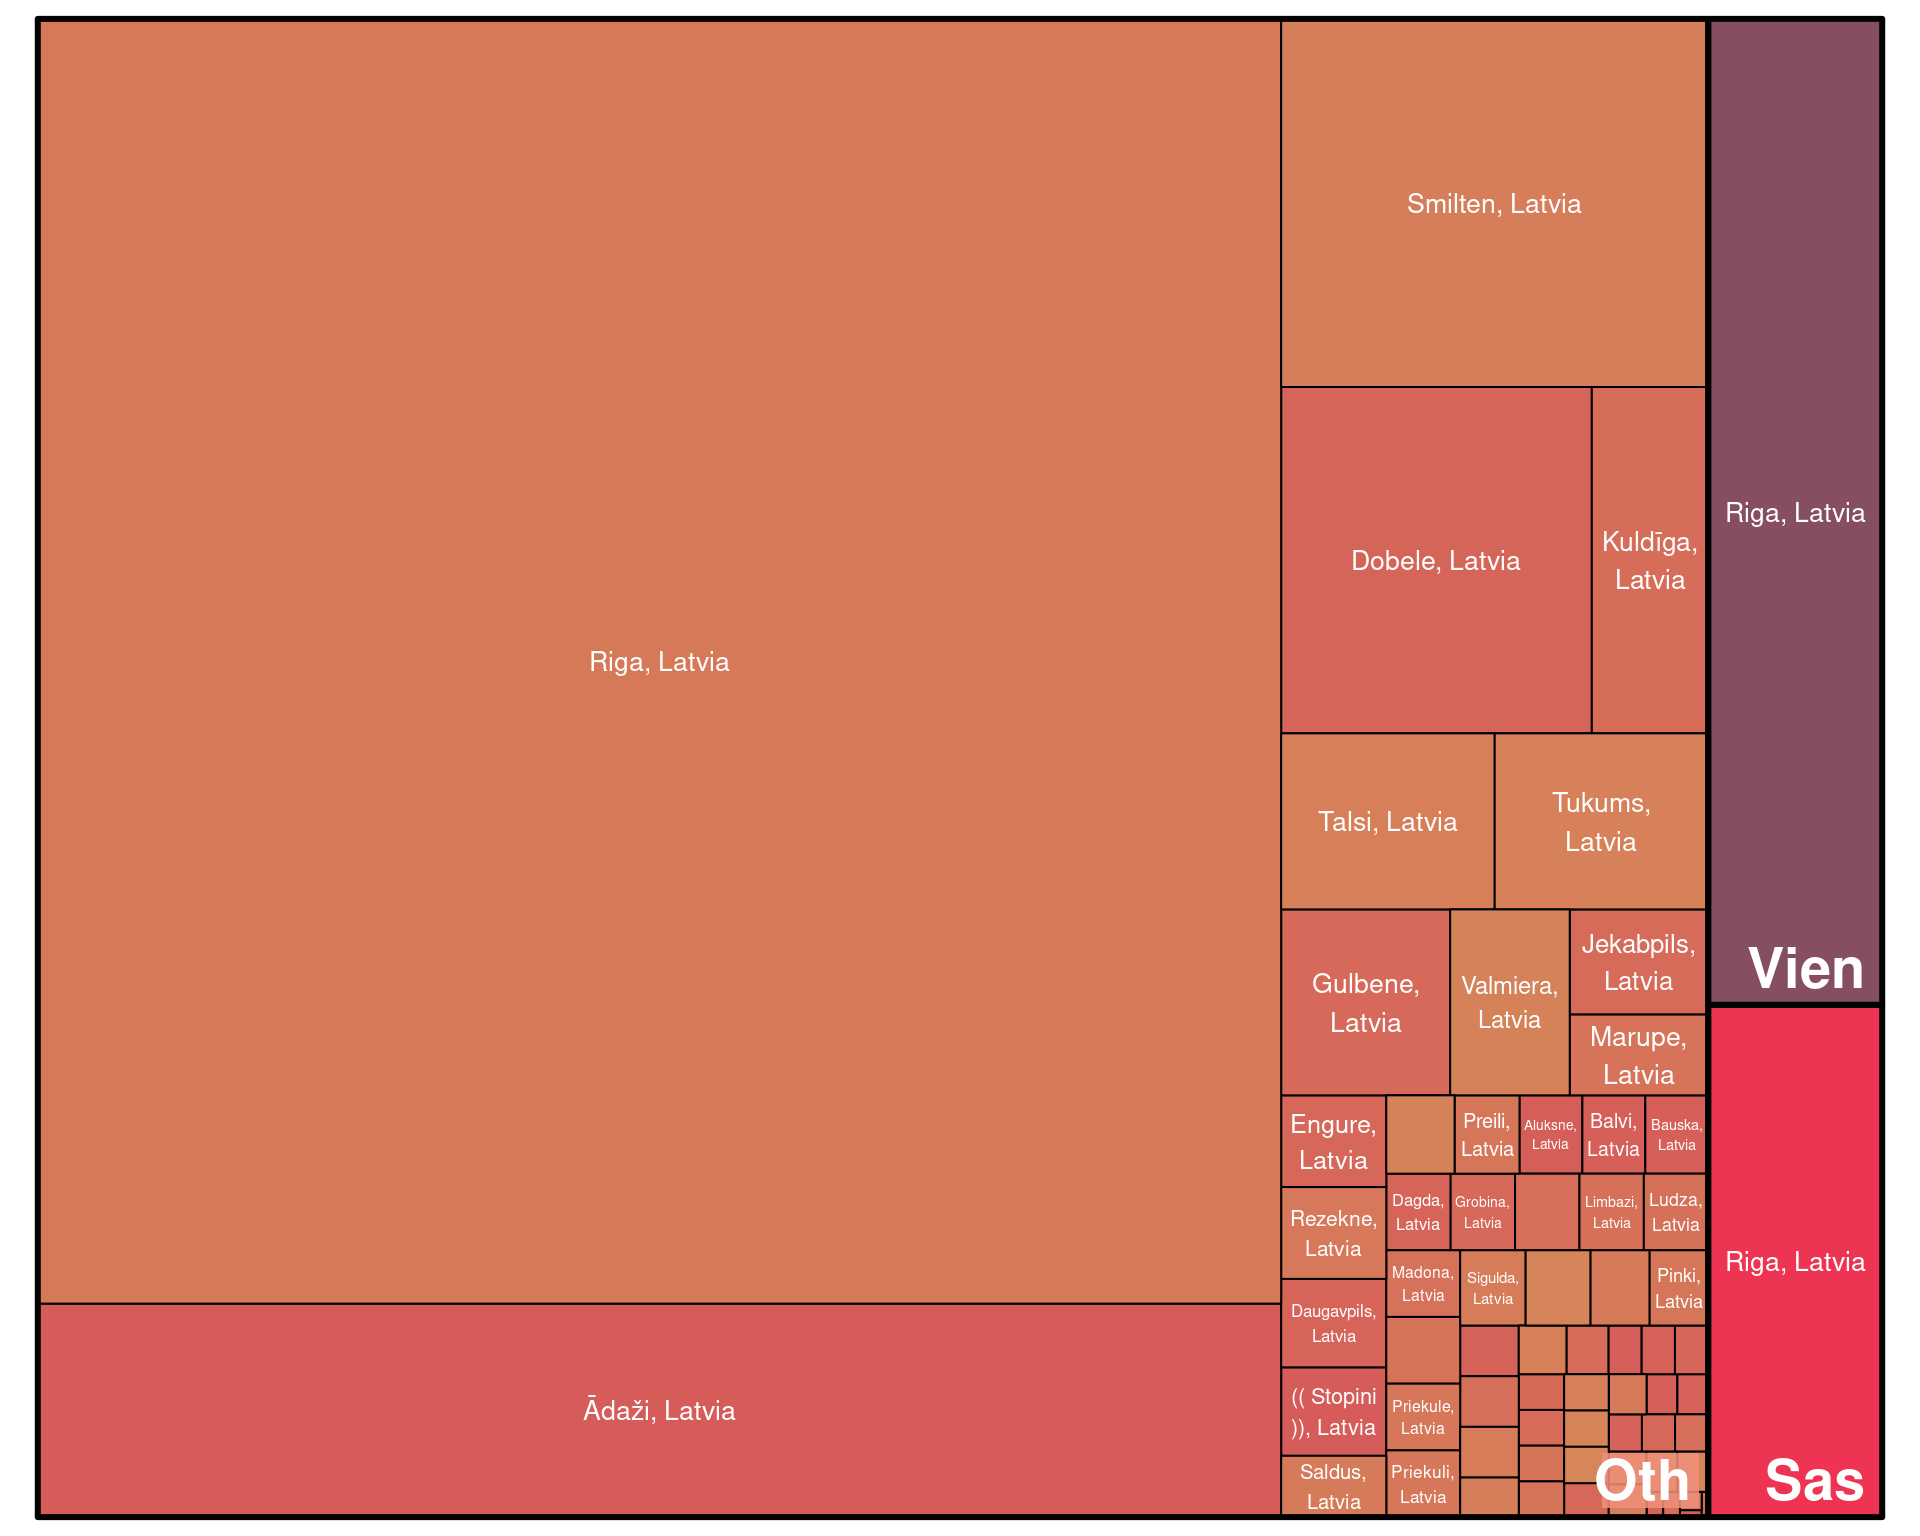 Riga, Latvia
Ādaži, Latvia
Smilten, Latvia
Dobele, Latvia
Kuldīga,
Latvia
Talsi, Latvia
Tukums,
Latvia
Gulbene,
Latvia
Valmiera,
Latvia
Jekabpils,
Latvia
Marupe,
Latvia
Engure,
Latvia
Rezekne,
Latvia
Daugavpils,
Latvia
(( Stopini
)), Latvia
Saldus,
Latvia
Preili,
Latvia
Aluksne,
Latvia
Balvi,
Latvia
Bauska,
Latvia
Dagda,
Latvia
Grobina,
Latvia
Limbazi,
Latvia
Ludza,
Latvia
Madona,
Latvia
Sigulda,
Latvia
Pinki,
Latvia
Priekule,
Latvia
Priekuli,
Latvia
Oth
Riga, Latvia
Vien
Riga, Latvia
Sas